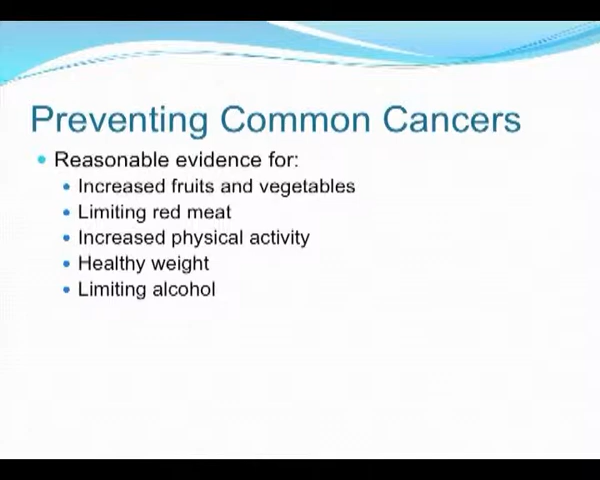 Preventing Common Cancers
Reasonable evidence for:
Increased fruits and vegetables
Limiting red meat
Increased physical activity
Healthy weight
Limiting alcohol